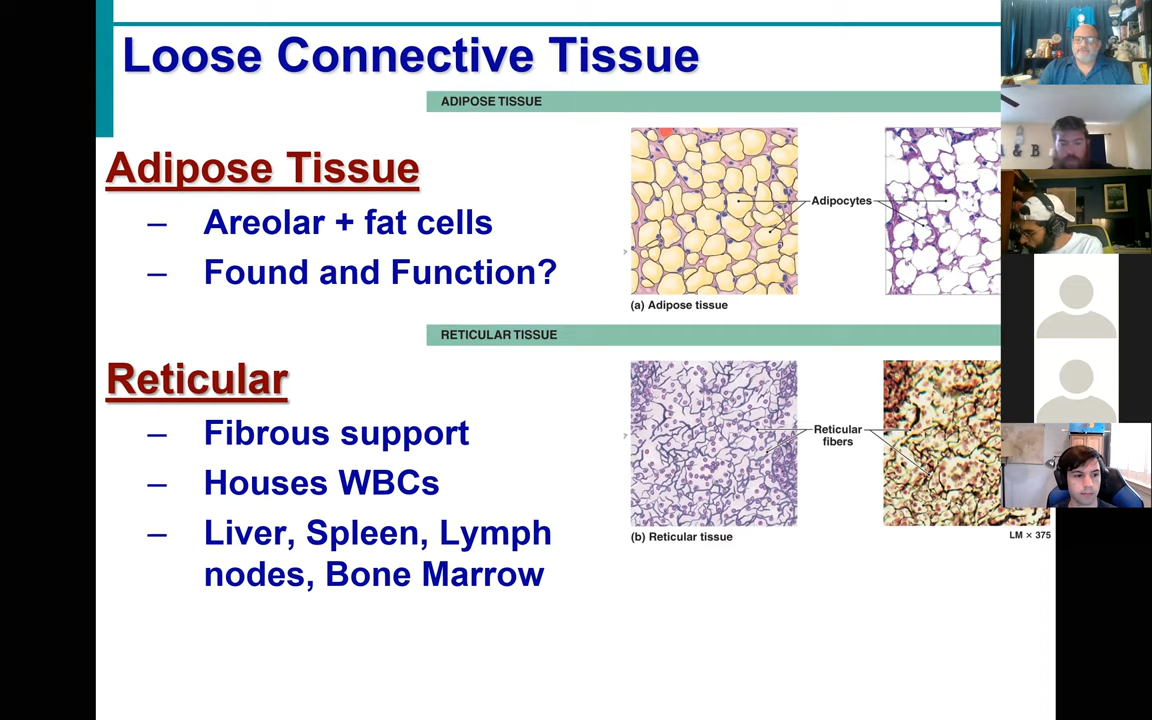 Loose Connective Tissue
ADIPOSE TISSUE
Adipose Tissue
– Areolar + fat cells
– Found and Function?
Adipocytes
(a) Adipose tissue
RETICULAR TISSUE
Reticular
– Fibrous support
– Houses WBCs
– Liver, Spleen, Lymph
nodes, Bone Marrow
Reticular
fibers
(b) Reticular tissue
LM × 375
& B